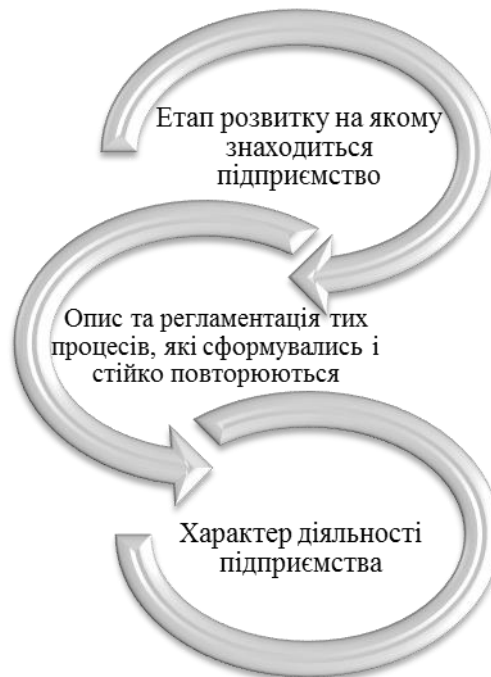 Етап розвитку на якому
знаходиться
підприємство
Опис та регламентація тих
процесів, які сформувались і
стійко повторюються
Характер діяльності
підприємства